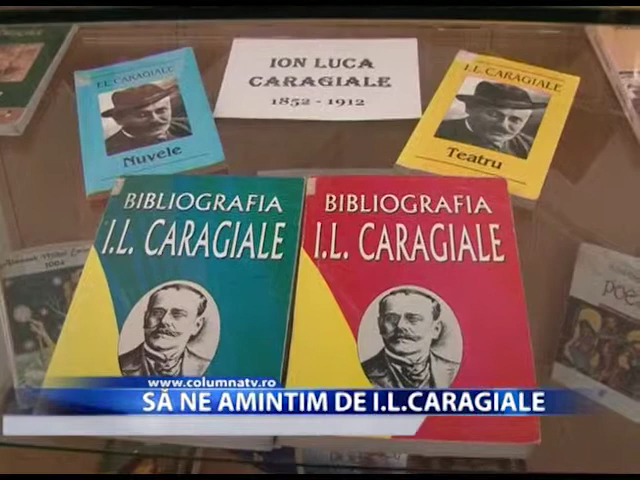 I.L. CARAGIALE
Nuvele
ION LUCA
CARAGIALE
1852 - 1912
I.L. CARAGIALE
Teatru
BIBLIOGRAFIA
I.L. CARAGIALE
BIBLIOGRAFIA
I.L. CARAGIALE
www.columnatv.ro
SĂ NE AMINTIM DE I.L.CARAGIALE